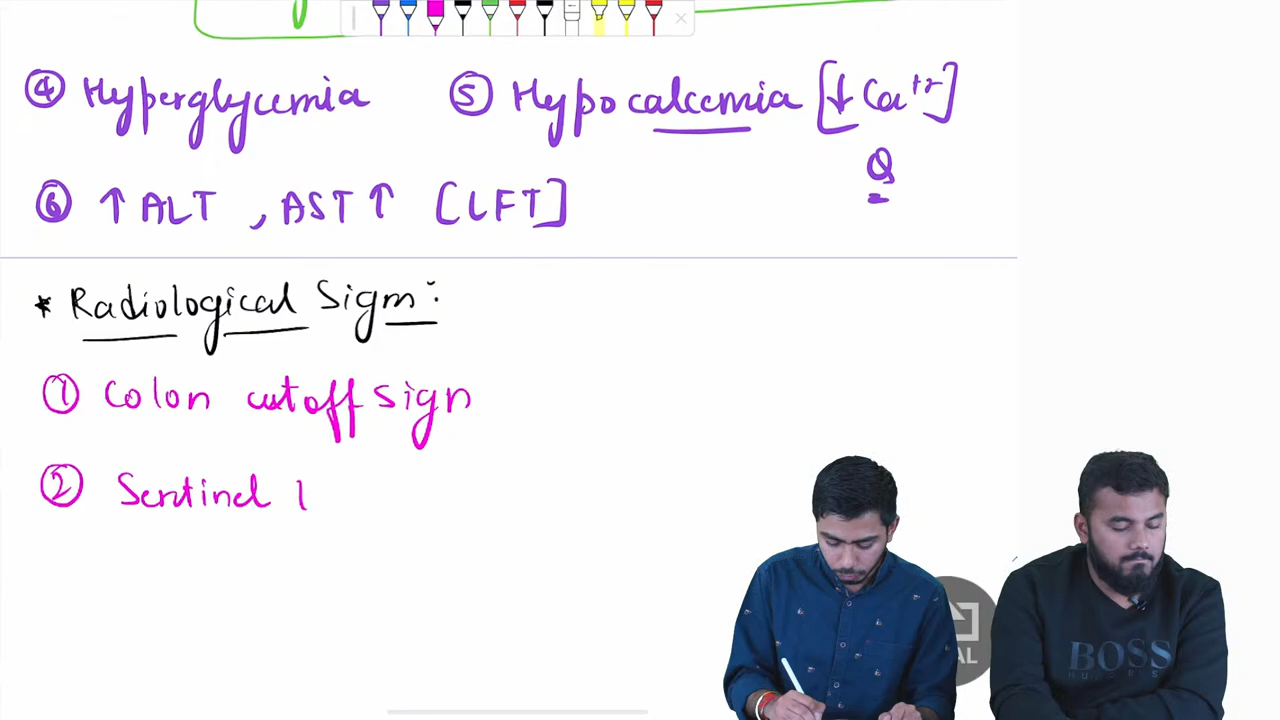 ④ Hyperglycemia ⑤ Hypocalcemia [↓ Ca⁺²]
Q
⑥ ↑ ALT , AST ↑ [LFT]
* Radiological Sign :
① Colon cutoff sign
② Sentinel l
BOSS
AL